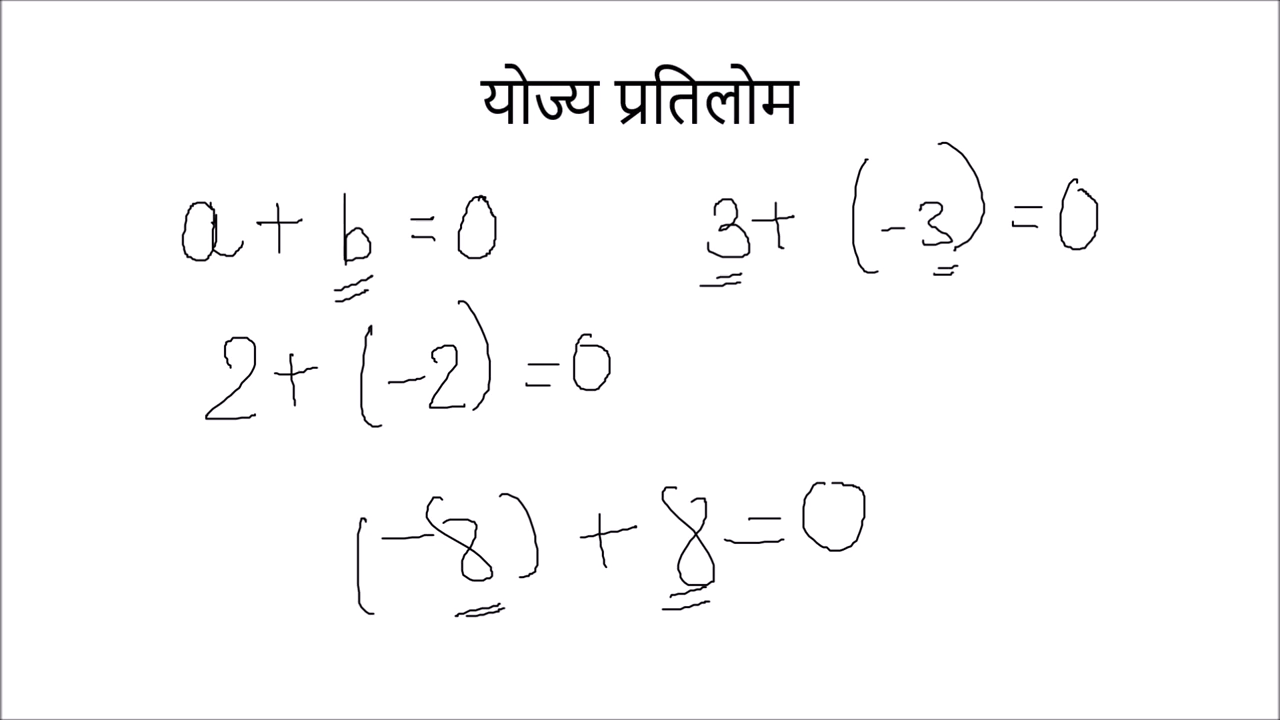 योज्य प्रतिलोम
a + b = 0
3 + (-3) = 0
2 + (-2) = 0
(-8) + 8 = 0